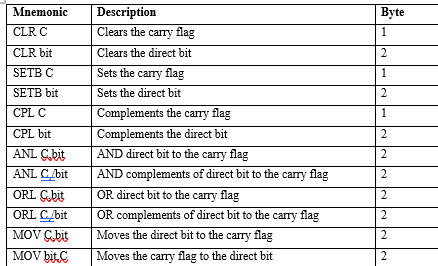 Mnemonic Description Byte
CLR C Clears the carry flag 1
CLR bit Clears the direct bit 2
SETB C Sets the carry flag 1
SETB bit Sets the direct bit 2
CPL C Complements the carry flag 1
CPL bit Complements the direct bit 2
ANL C,bit AND direct bit to the carry flag 2
ANL C,/bit AND complements of direct bit to the carry flag 2
ORL C,bit OR direct bit to the carry flag 2
ORL C,/bit OR complements of direct bit to the carry flag 2
MOV C,bit Moves the direct bit to the carry flag 2
MOV bit,C Moves the carry flag to the direct bit 2